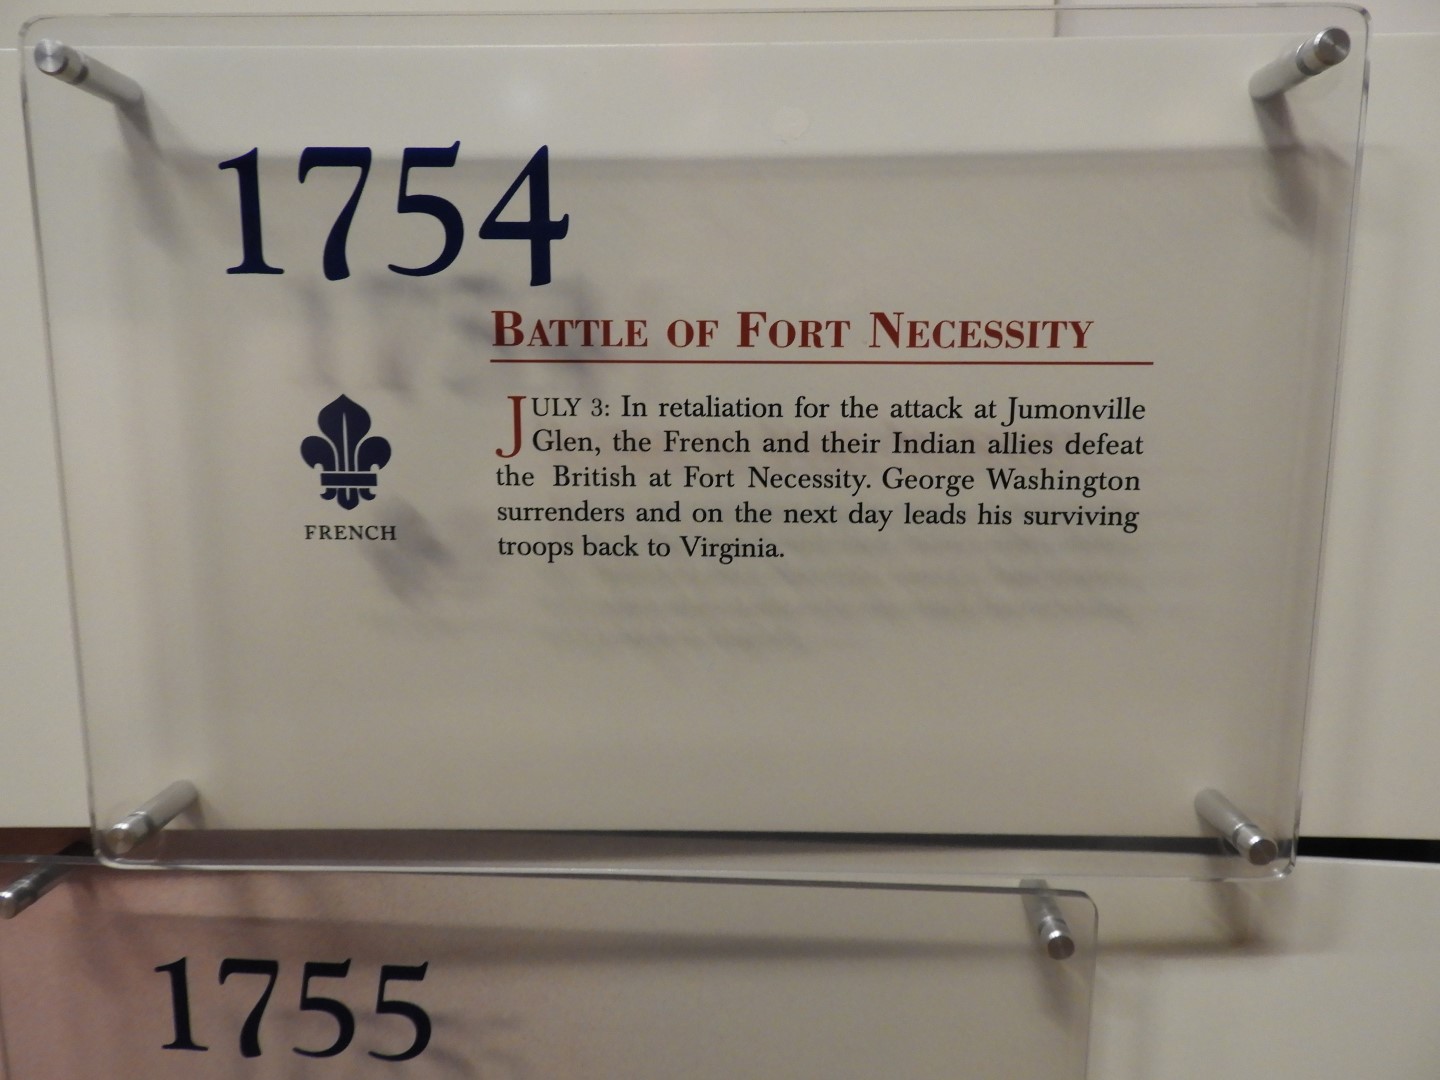 1754
BATTLE OF FORT NECESSITY
JULY 3: In retaliation for the attack at Jumonville
Glen, the French and their Indian allies defeat
the British at Fort Necessity. George Washington
surrenders and on the next day leads his surviving
troops back to Virginia.
FRENCH
1755